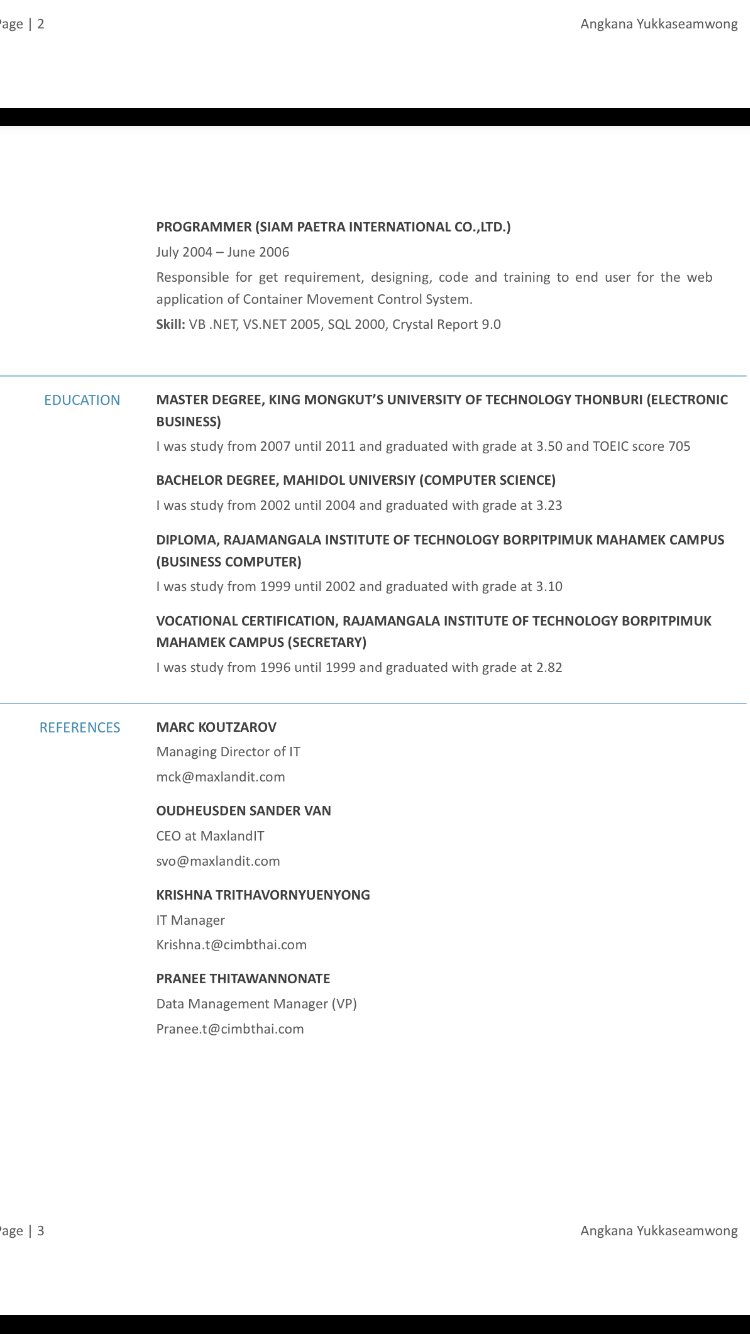 Page | 2
Angkana Yukkaseamwong
PROGRAMMER (SIAM PAETRA INTERNATIONAL CO.,LTD.)
July 2004 – June 2006
Responsible for get requirement, designing, code and training to end user for the web
application of Container Movement Control System.
Skill: VB .NET, VS.NET 2005, SQL 2000, Crystal Report 9.0
EDUCATION
MASTER DEGREE, KING MONGKUT’S UNIVERSITY OF TECHNOLOGY THONBURI (ELECTRONIC
BUSINESS)
I was study from 2007 until 2011 and graduated with grade at 3.50 and TOEIC score 705
BACHELOR DEGREE, MAHIDOL UNIVERSIY (COMPUTER SCIENCE)
I was study from 2002 until 2004 and graduated with grade at 3.23
DIPLOMA, RAJAMANGALA INSTITUTE OF TECHNOLOGY BORPITPIMUK MAHAMEK CAMPUS
(BUSINESS COMPUTER)
I was study from 1999 until 2002 and graduated with grade at 3.10
VOCATIONAL CERTIFICATION, RAJAMANGALA INSTITUTE OF TECHNOLOGY BORPITPIMUK
MAHAMEK CAMPUS (SECRETARY)
I was study from 1996 until 1999 and graduated with grade at 2.82
REFERENCES
MARC KOUTZAROV
Managing Director of IT
mck@maxlandit.com
OUDHEUSDEN SANDER VAN
CEO at MaxlandIT
svo@maxlandit.com
KRISHNA TRITHAVORNYUENYONG
IT Manager
Krishna.t@cimbthai.com
PRANEE THITAWANNONATE
Data Management Manager (VP)
Pranee.t@cimbthai.com
Page | 3
Angkana Yukkaseamwong